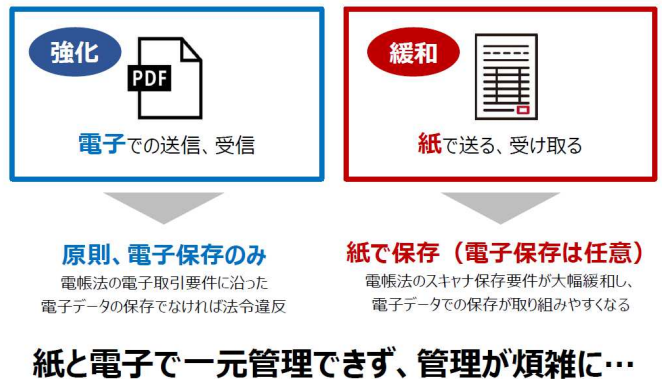 強化
PDF
電子での送信、受信
緩和
紙で送る、受け取る
原則、電子保存のみ
電帳法の電子取引要件に沿った
電子データの保存でなければ法令違反
紙で保存（電子保存は任意）
電帳法のスキャナ保存要件が大幅緩和し、
電子データでの保存が取り組みやすくなる
紙と電子で一元管理できず、管理が煩雑に…